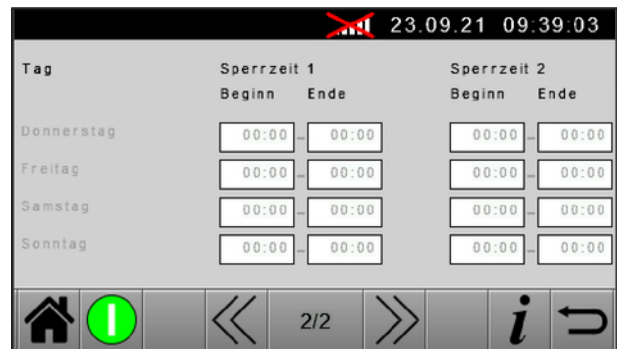 23.09.21 09:39:03
Tag Sperrzeit 1 Sperrzeit 2
Beginn Ende Beginn Ende
Donnerstag 00:00 - 00:00 00:00 - 00:00
Freitag 00:00 - 00:00 00:00 - 00:00
Samstag 00:00 - 00:00 00:00 - 00:00
Sonntag 00:00 - 00:00 00:00 - 00:00
2/2 i